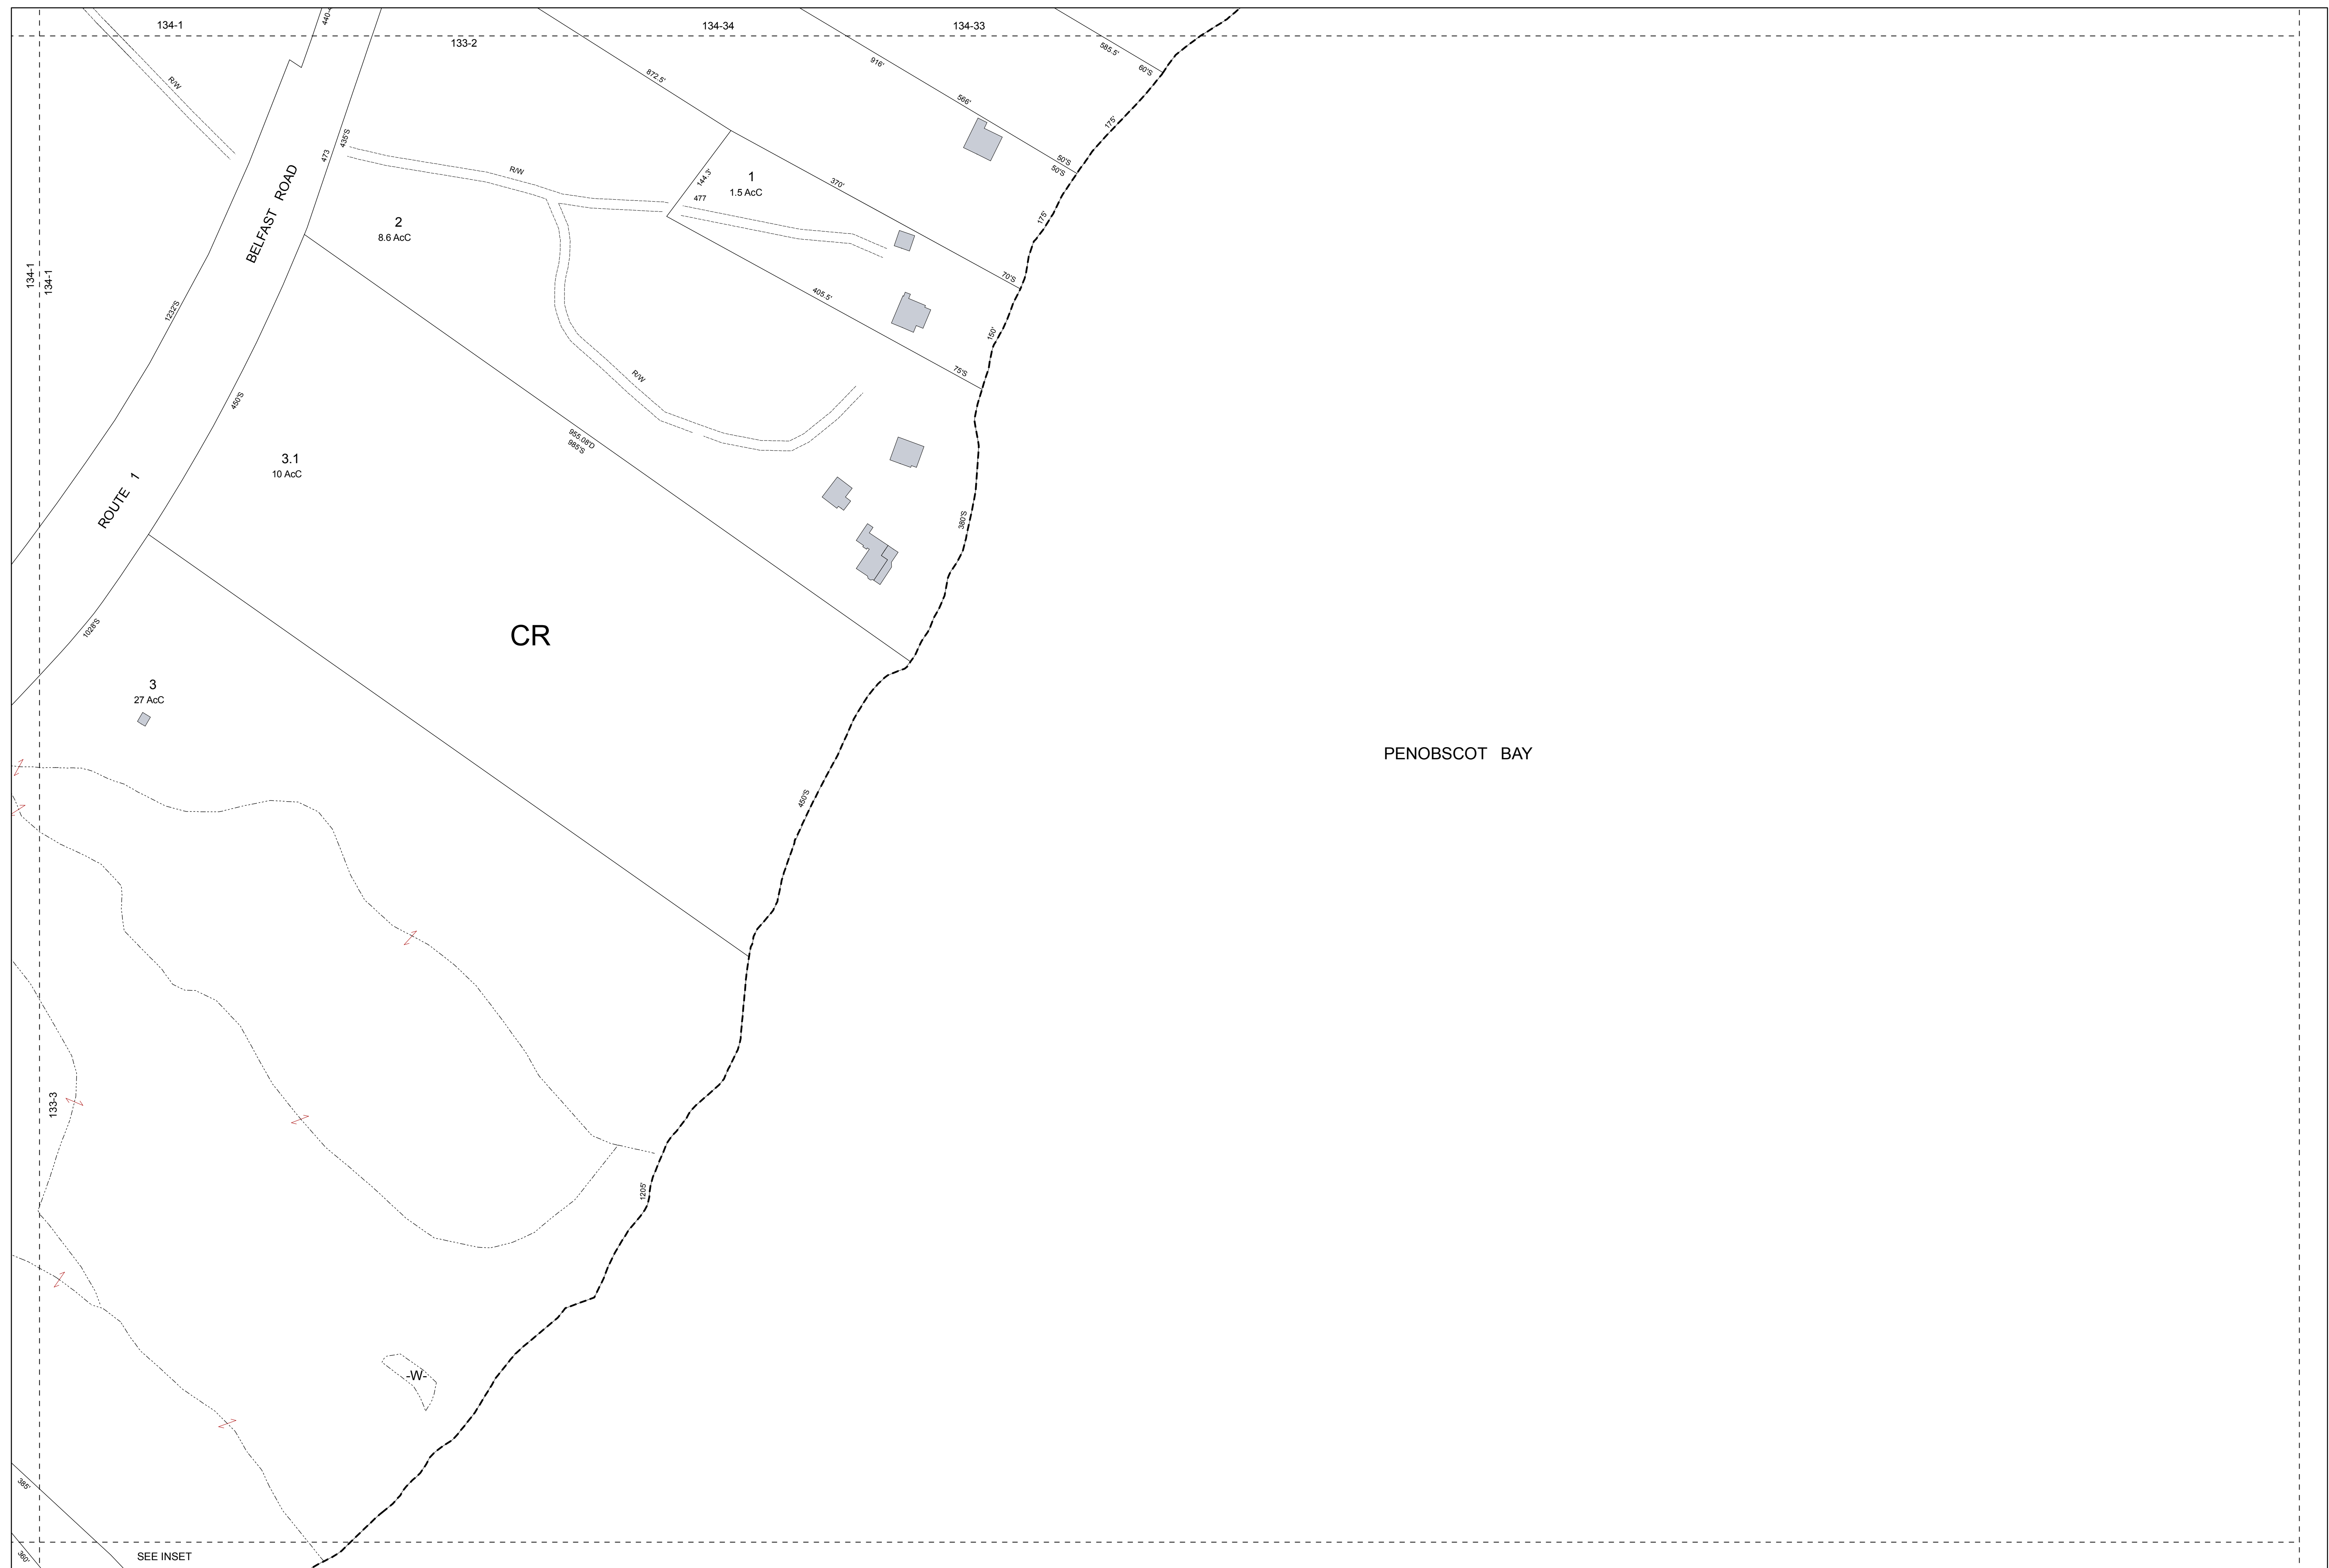 134-1
440-
133-2
134-34
134-33
585.5'
60'S
916'
872.5'
566'
R/W
175'
473
435'S
50'S
50'S
R/W
144.3'
1
1.5 AcC
477
370'
BELFAST ROAD
2
8.6 AcC
175'
134-1
134-1
70'S
405.5'
1232'S
150'
75'S
R/W
450'S
955.08'D
985'S
3.1
10 AcC
ROUTE 1
380'S
1028'S
CR
3
27 AcC
PENOBSCOT BAY
450'S
133-3
1205'
-W-
385'
360'
SEE INSET